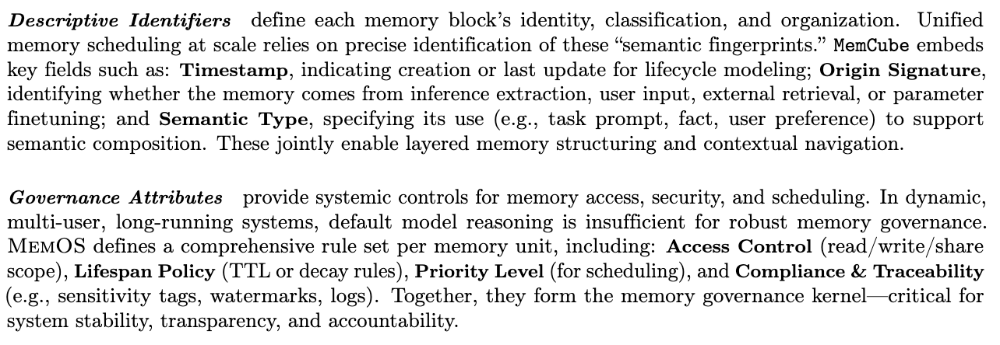 Descriptive Identifiers define each memory block's identity, classification, and organization. Unified
memory scheduling at scale relies on precise identification of these “semantic fingerprints.” MemCube embeds
key fields such as: Timestamp, indicating creation or last update for lifecycle modeling; Origin Signature,
identifying whether the memory comes from inference extraction, user input, external retrieval, or parameter
finetuning; and Semantic Type, specifying its use (e.g., task prompt, fact, user preference) to support
semantic composition. These jointly enable layered memory structuring and contextual navigation.
Governance Attributes provide systemic controls for memory access, security, and scheduling. In dynamic,
multi-user, long-running systems, default model reasoning is insufficient for robust memory governance.
MemOS defines a comprehensive rule set per memory unit, including: Access Control (read/write/share
scope), Lifespan Policy (TTL or decay rules), Priority Level (for scheduling), and Compliance & Traceability
(e.g., sensitivity tags, watermarks, logs). Together, they form the memory governance kernel—critical for
system stability, transparency, and accountability.